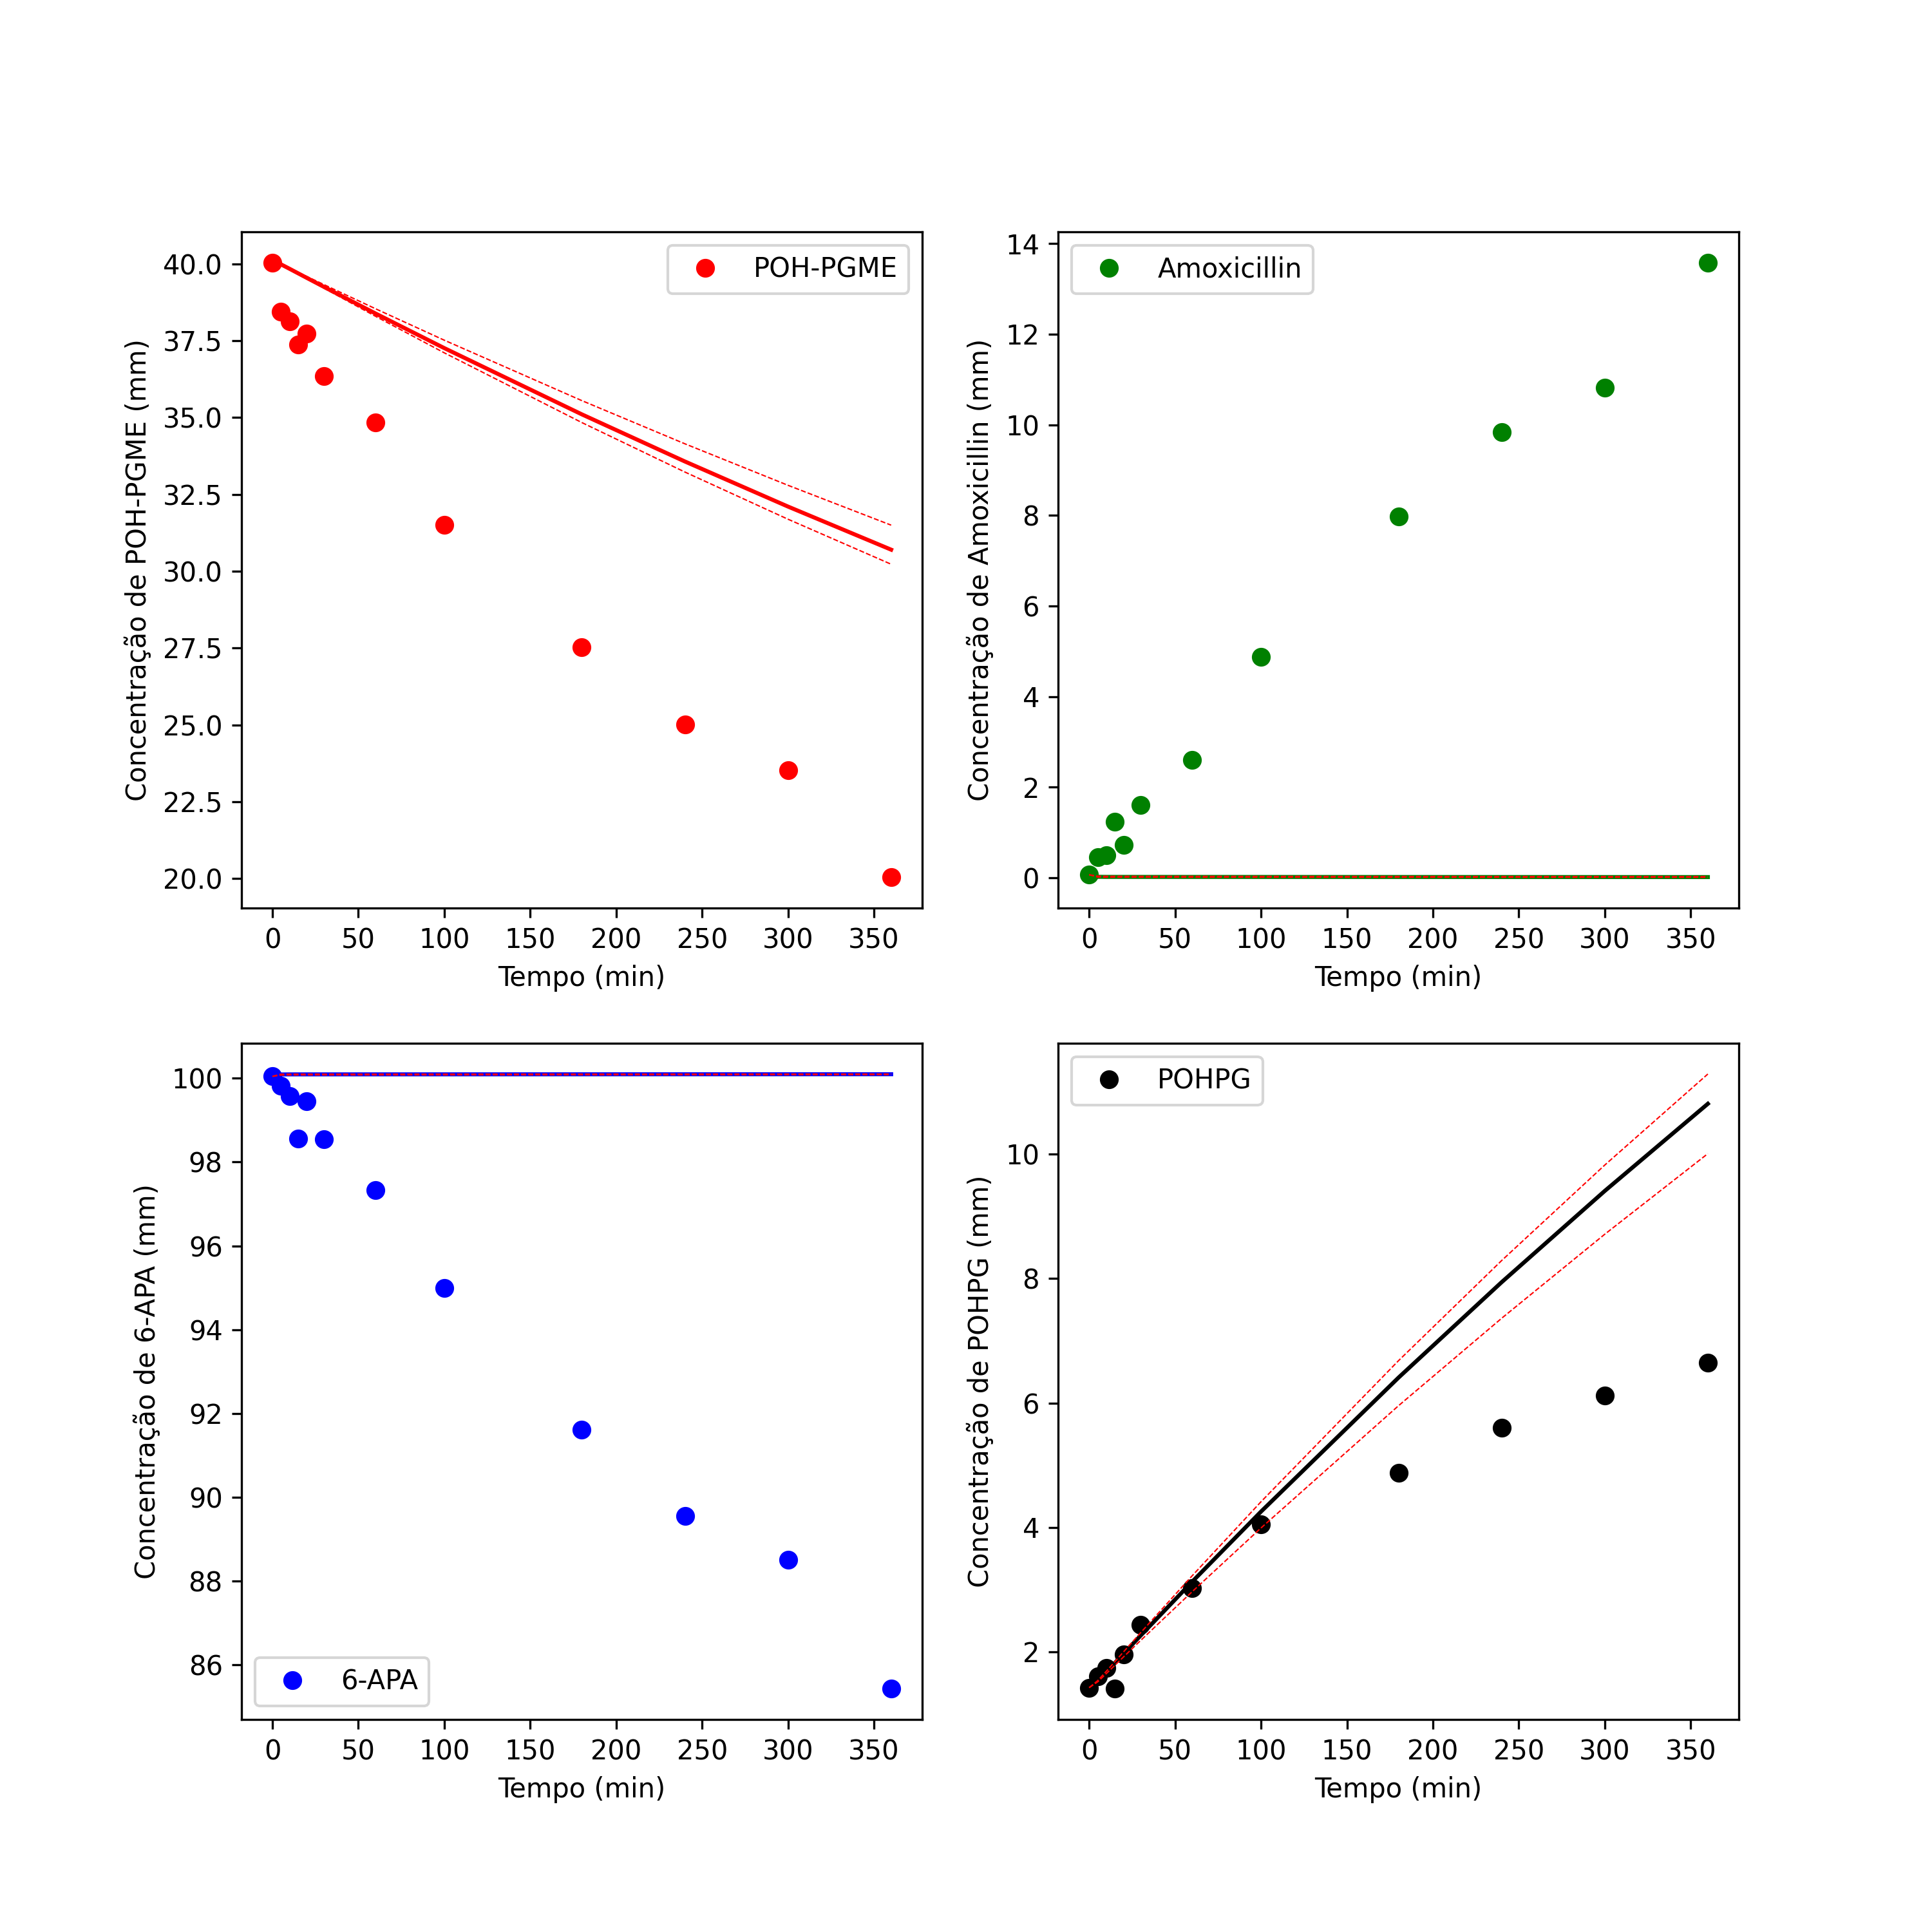 POH-PGME
Concentração de POH-PGME (mm)
40.0
37.5
35.0
32.5
30.0
27.5
25.0
22.5
20.0
0 50 100 150 200 250 300 350
Tempo (min)
Amoxicillin
Concentração de Amoxicillin (mm)
14
12
10
8
6
4
2
0
0 50 100 150 200 250 300 350
Tempo (min)
6-APA
Concentração de 6-APA (mm)
100
98
96
94
92
90
88
86
0 50 100 150 200 250 300 350
Tempo (min)
POHPG
Concentração de POHPG (mm)
10
8
6
4
2
0 50 100 150 200 250 300 350
Tempo (min)